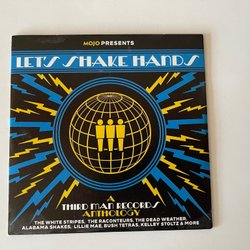 MOJO PRESENTS
LET'S SHAKE HANDS
A
THIRD MAN RECORDS
ANTHOLOGY
THE WHITE STRIPES, THE RACONTEURS, THE DEAD WEATHER,
ALABAMA SHAKES, LILLIE MAE, BUSH TETRAS, KELLEY STOLTZ & MORE